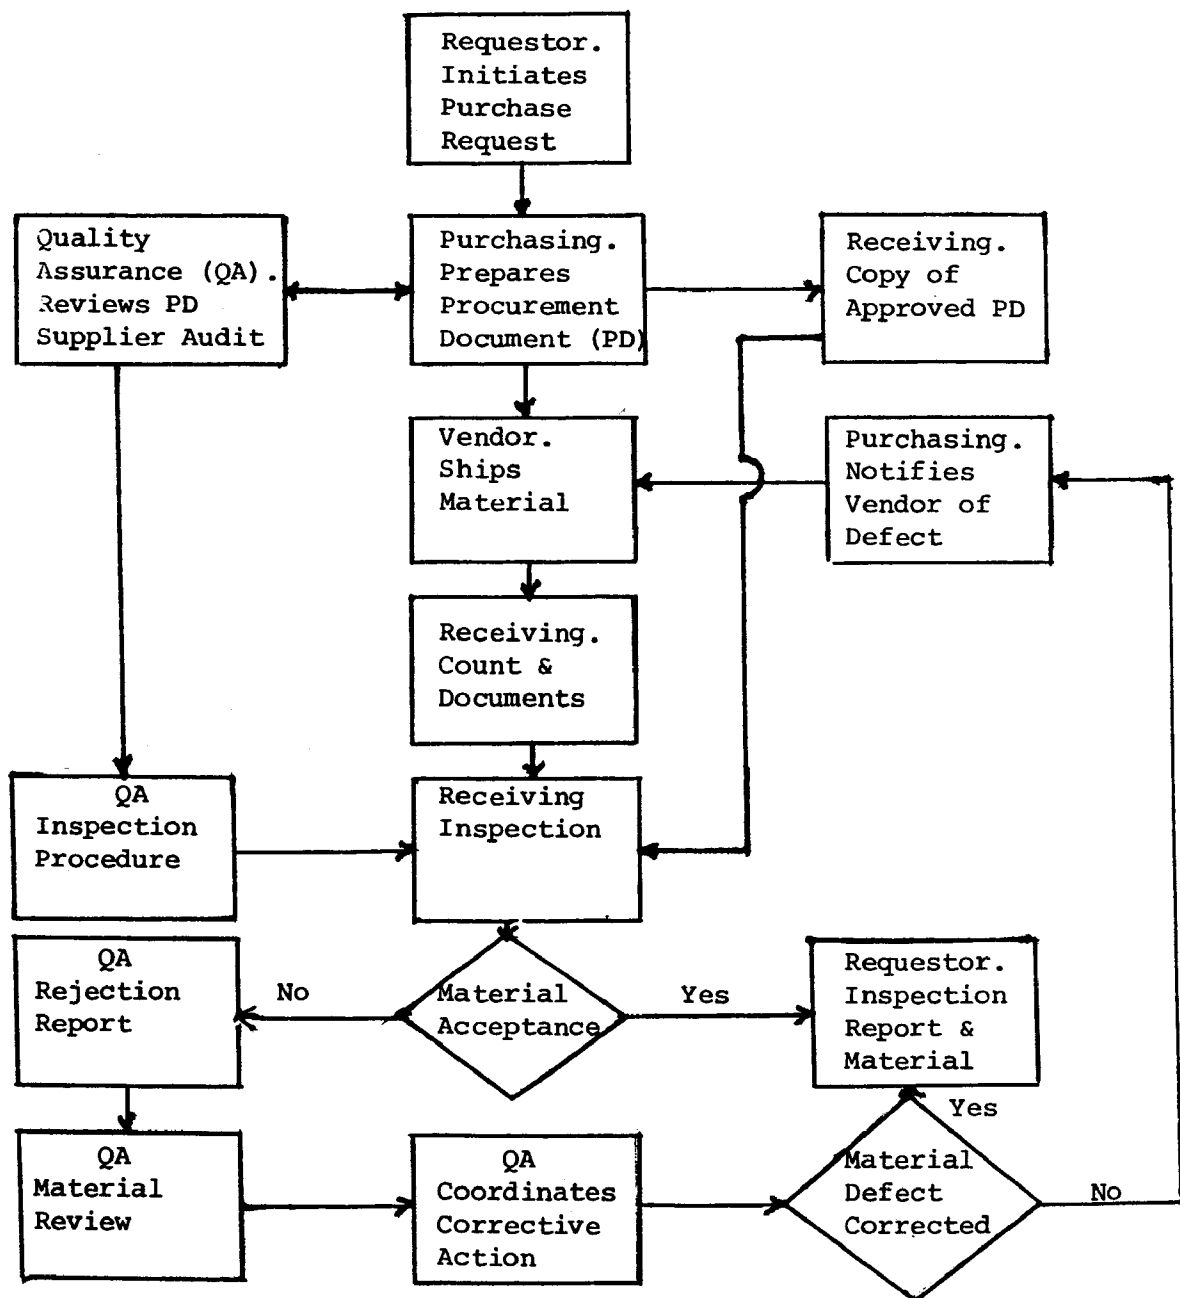 Requestor.
Initiates
Purchase
Request
Quality
Assurance (QA).
Reviews PD
Supplier Audit
Purchasing.
Prepares
Procurement
Document (PD)
Receiving.
Copy of
Approved PD
Vendor.
Ships
Material
Purchasing.
Notifies
Vendor of
Defect
Receiving.
Count &
Documents
QA
Inspection
Procedure
Receiving
Inspection
QA
Rejection
Report
No
Material
Acceptance
Yes
Requestor.
Inspection
Report &
Material
QA
Material
Review
QA
Coordinates
Corrective
Action
Material
Defect
Corrected
Yes
No